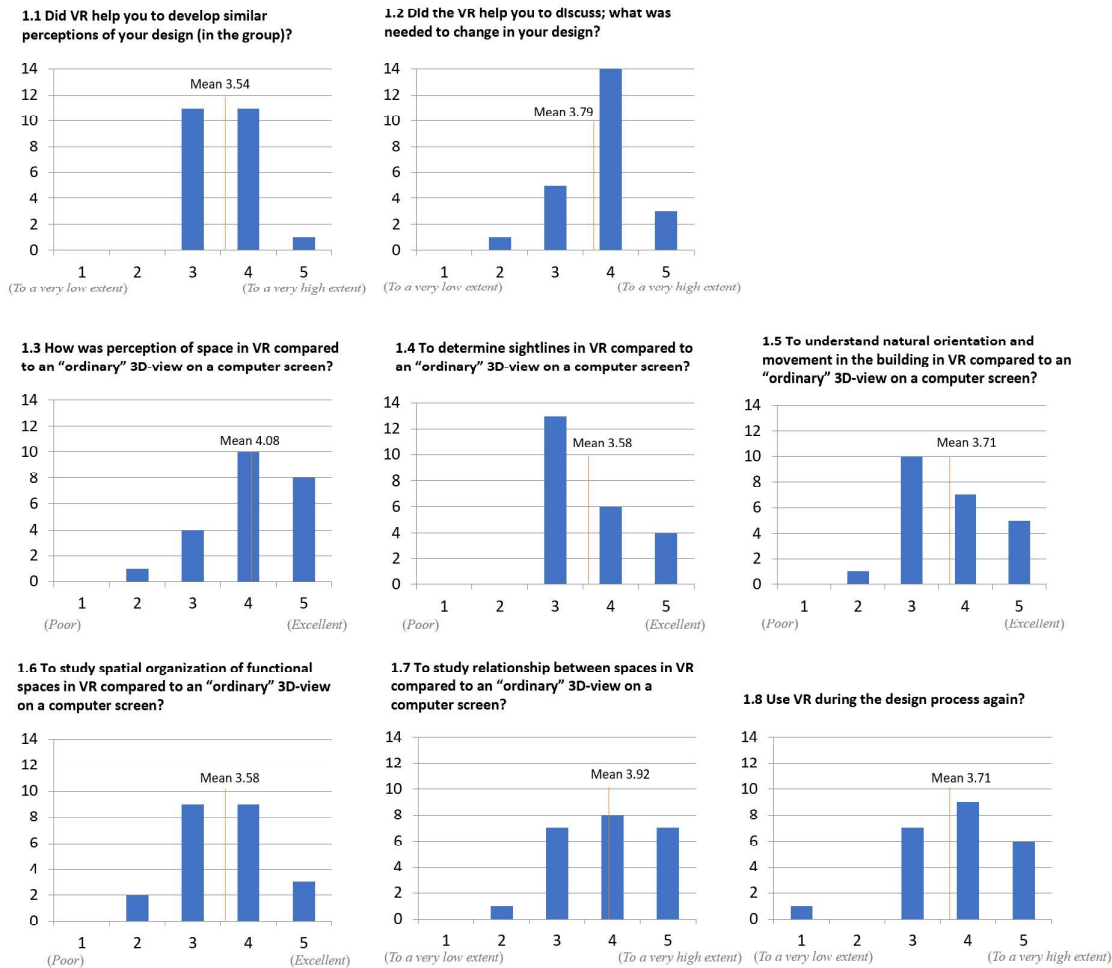 1.1 Did VR help you to develop similar
perceptions of your design (in the group)?
14
12
10
8
6
4
2
0
Mean 3.54
1 2 3 4 5
(To a very low extent) (To a very high extent)
1.2 Did the VR help you to discuss; what was
needed to change in your design?
14
12
10
8
6
4
2
0
Mean 3.79
1 2 3 4 5
(To a very low extent) (To a very high extent)
1.3 How was perception of space in VR compared
to an “ordinary” 3D-view on a computer screen?
14
12
10
8
6
4
2
0
Mean 4.08
1 2 3 4 5
(Poor) (Excellent)
1.4 To determine sightlines in VR compared to
an “ordinary” 3D-view on a computer screen?
14
12
10
8
6
4
2
0
Mean 3.58
1 2 3 4 5
(Poor) (Excellent)
1.5 To understand natural orientation and
movement in the building in VR compared to an
“ordinary” 3D-view on a computer screen?
14
12
10
8
6
4
2
0
Mean 3.71
1 2 3 4 5
(Poor) (Excellent)
1.6 To study spatial organization of functional
spaces in VR compared to an “ordinary” 3D-view
on a computer screen?
14
12
10
8
6
4
2
0
Mean 3.58
1 2 3 4 5
(Poor) (Excellent)
1.7 To study relationship between spaces in VR
compared to an “ordinary” 3D-view on a
computer screen?
14
12
10
8
6
4
2
0
Mean 3.92
1 2 3 4 5
(To a very low extent) (To a very high extent)
1.8 Use VR during the design process again?
14
12
10
8
6
4
2
0
Mean 3.71
1 2 3 4 5
(To a very low extent) (To a very high extent)